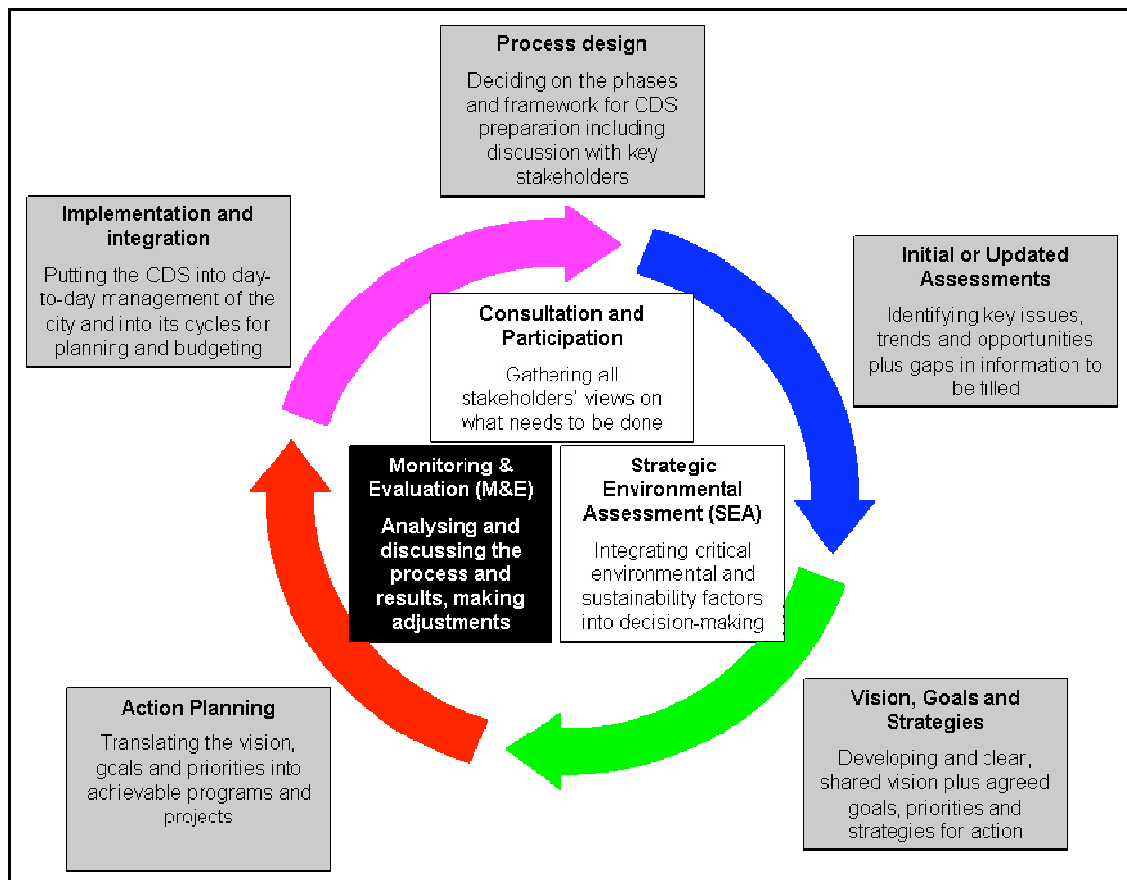 Process design
Deciding on the phases
and framework for CDS
preparation including
discussion with key
stakeholders
Implementation and
integration
Putting the CDS into day-
to-day management of the
city and into its cycles for
planning and budgeting
Initial or Updated
Assessments
Identifying key issues,
trends and opportunities
plus gaps in information to
be filled
Consultation and
Participation
Gathering all
stakeholders' views on
what needs to be done
Monitoring &
Evaluation (M&E)
Analysing and
discussing the
process and
results, making
adjustments
Strategic
Environmental
Assessment (SEA)
Integrating critical
environmental and
sustainability factors
into decision-making
Action Planning
Translating the vision,
goals and priorities into
achievable programs and
projects
Vision, Goals and
Strategies
Developing and clear,
shared vision plus agreed
goals, priorities and
strategies for action